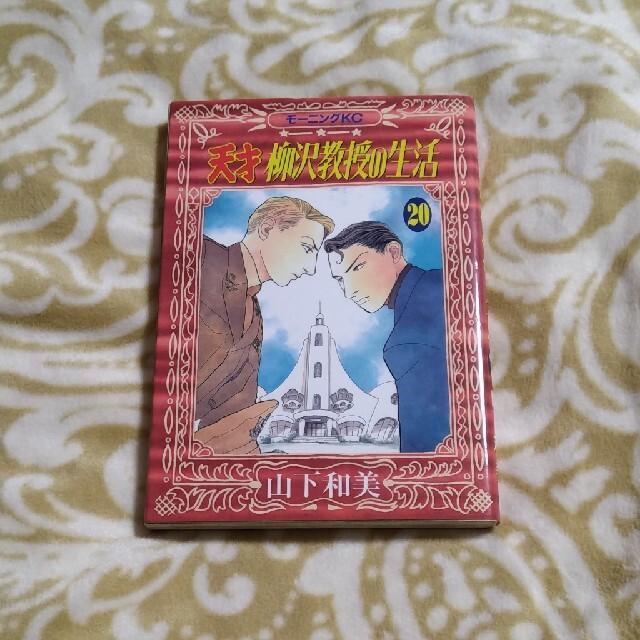 モーニングKC
天才 柳沢教授の生活
20
山下和美